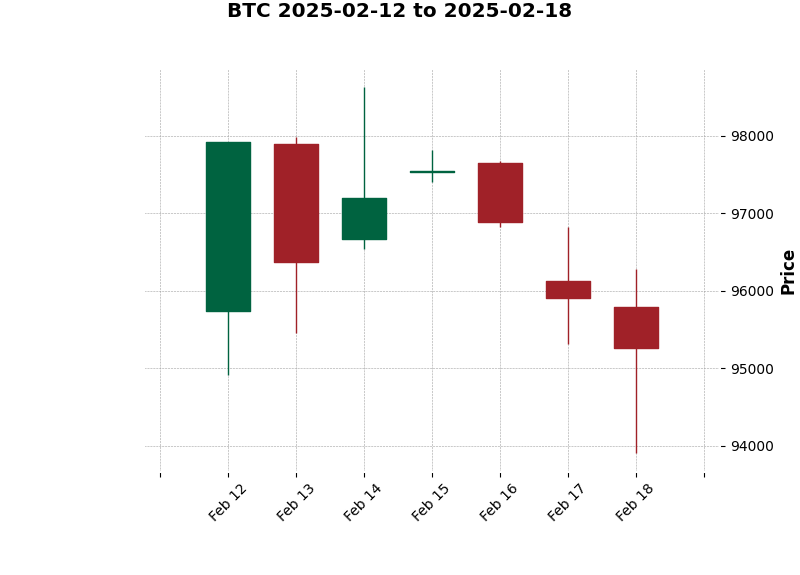 BTC 2025-02-12 to 2025-02-18
98000
97000
96000
95000
94000
Price
Feb 12
Feb 13
Feb 14
Feb 15
Feb 16
Feb 17
Feb 18